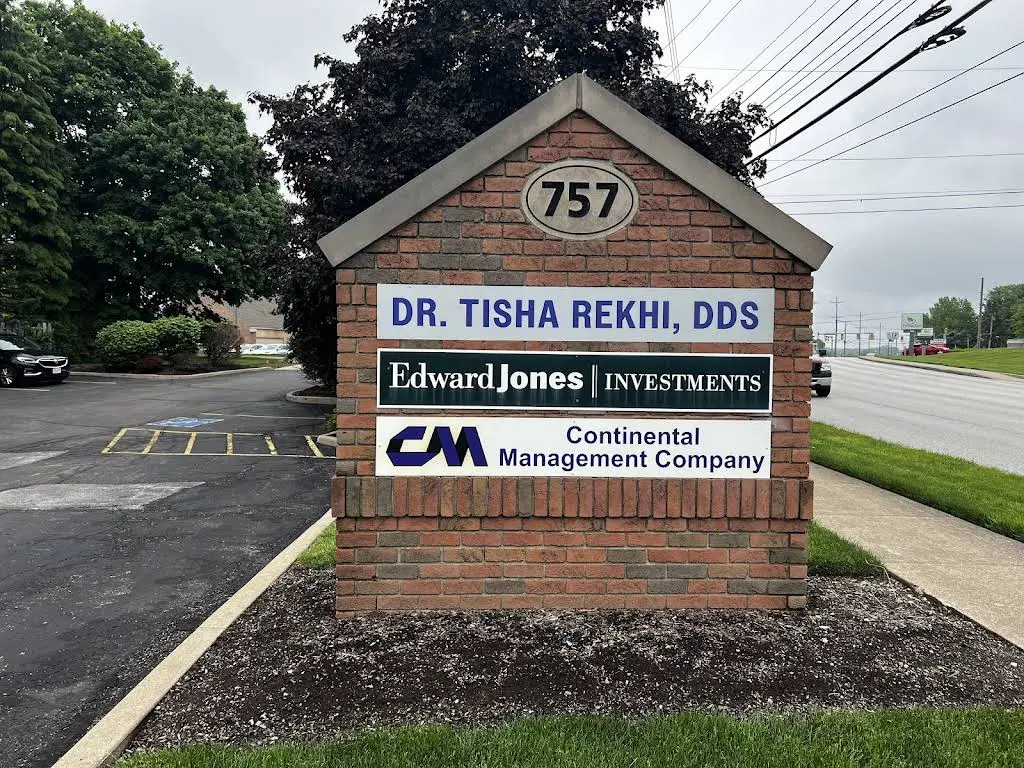 757
DR. TISHA REKHI, DDS
Edward Jones | INVESTMENTS
CM Continental
Management Company